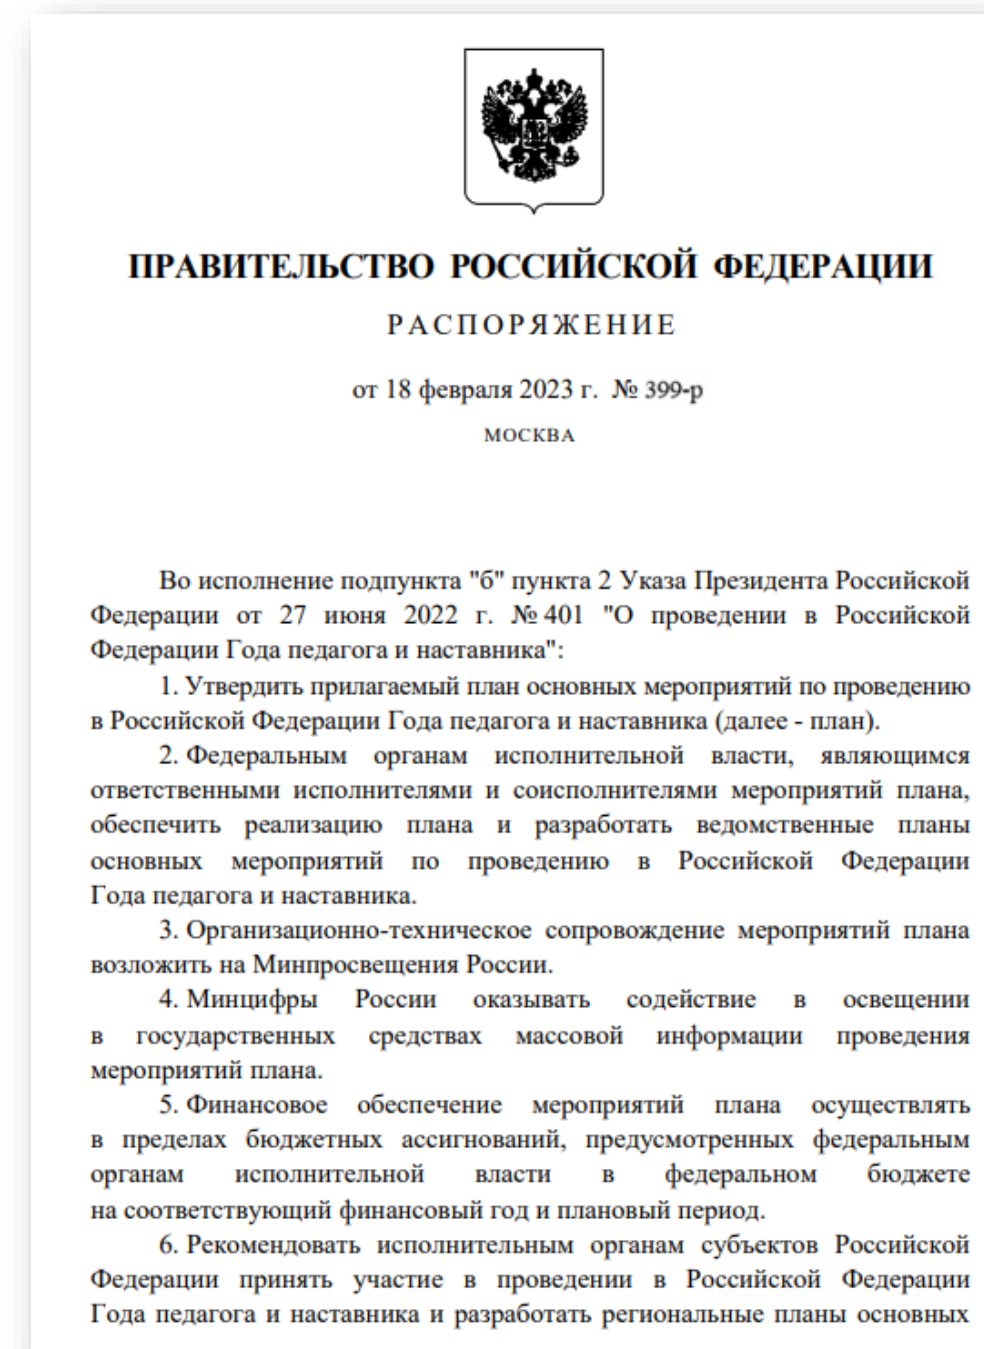 ПРАВИТЕЛЬСТВО РОССИЙСКОЙ ФЕДЕРАЦИИ
РАСПОРЯЖЕНИЕ
от 18 февраля 2023 г. № 399-р
МОСКВА
Во исполнение подпункта "б" пункта 2 Указа Президента Российской
Федерации от 27 июня 2022 г. № 401 "О проведении в Российской
Федерации Года педагога и наставника":
1. Утвердить прилагаемый план основных мероприятий по проведению
в Российской Федерации Года педагога и наставника (далее - план).
2. Федеральным органам исполнительной власти, являющимся
ответственными исполнителями и соисполнителями мероприятий плана,
обеспечить реализацию плана и разработать ведомственные планы
основных мероприятий по проведению в Российской Федерации
Года педагога и наставника.
3. Организационно-техническое сопровождение мероприятий плана
возложить на Минпросвещения России.
4. Минцифры России оказывать содействие в освещении
в государственных средствах массовой информации проведения
мероприятий плана.
5. Финансовое обеспечение мероприятий плана осуществлять
в пределах бюджетных ассигнований, предусмотренных федеральным
органам исполнительной власти в федеральном бюджете
на соответствующий финансовый год и плановый период.
6. Рекомендовать исполнительным органам субъектов Российской
Федерации принять участие в проведении в Российской Федерации
Года педагога и наставника и разработать региональные планы основных